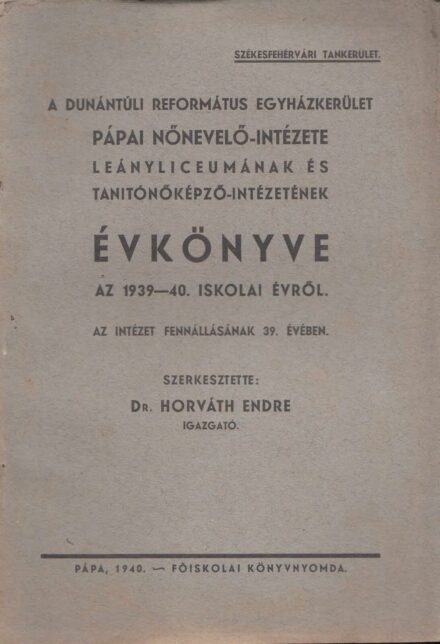 SZÉKESFEHÉRVÁRI TANKERÜLET.
A DUNÁNTÚLI REFORMÁTUS EGYHÁZKERÜLET
PÁPAI NŐNEVELŐ-INTÉZETE
LEÁNYLICEUMÁNAK ÉS
TANITÓNŐKÉPZŐ-INTÉZETÉNEK
ÉVKÖNYVE
AZ 1939—40. ISKOLAI ÉVRŐL.
AZ INTÉZET FENNÁLLÁSÁNAK 39. ÉVÉBEN.
SZERKESZTETTE:
DR. HORVÁTH ENDRE
IGAZGATÓ.
PÁPA, 1940. — FŐISKOLAI KÖNYVNYOMDA.